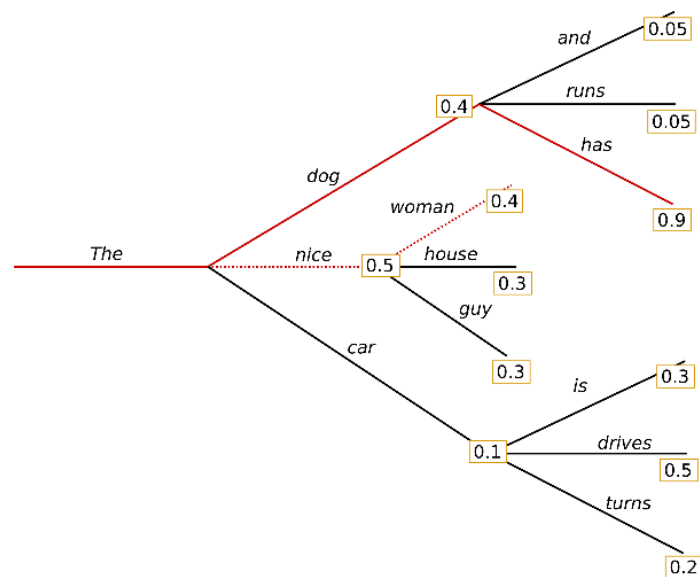 and
0.05
0.4
runs
0.05
has
0.9
dog
woman
0.4
The
nice
0.5
house
0.3
guy
0.3
car
is
0.3
0.1
drives
0.5
turns
0.2